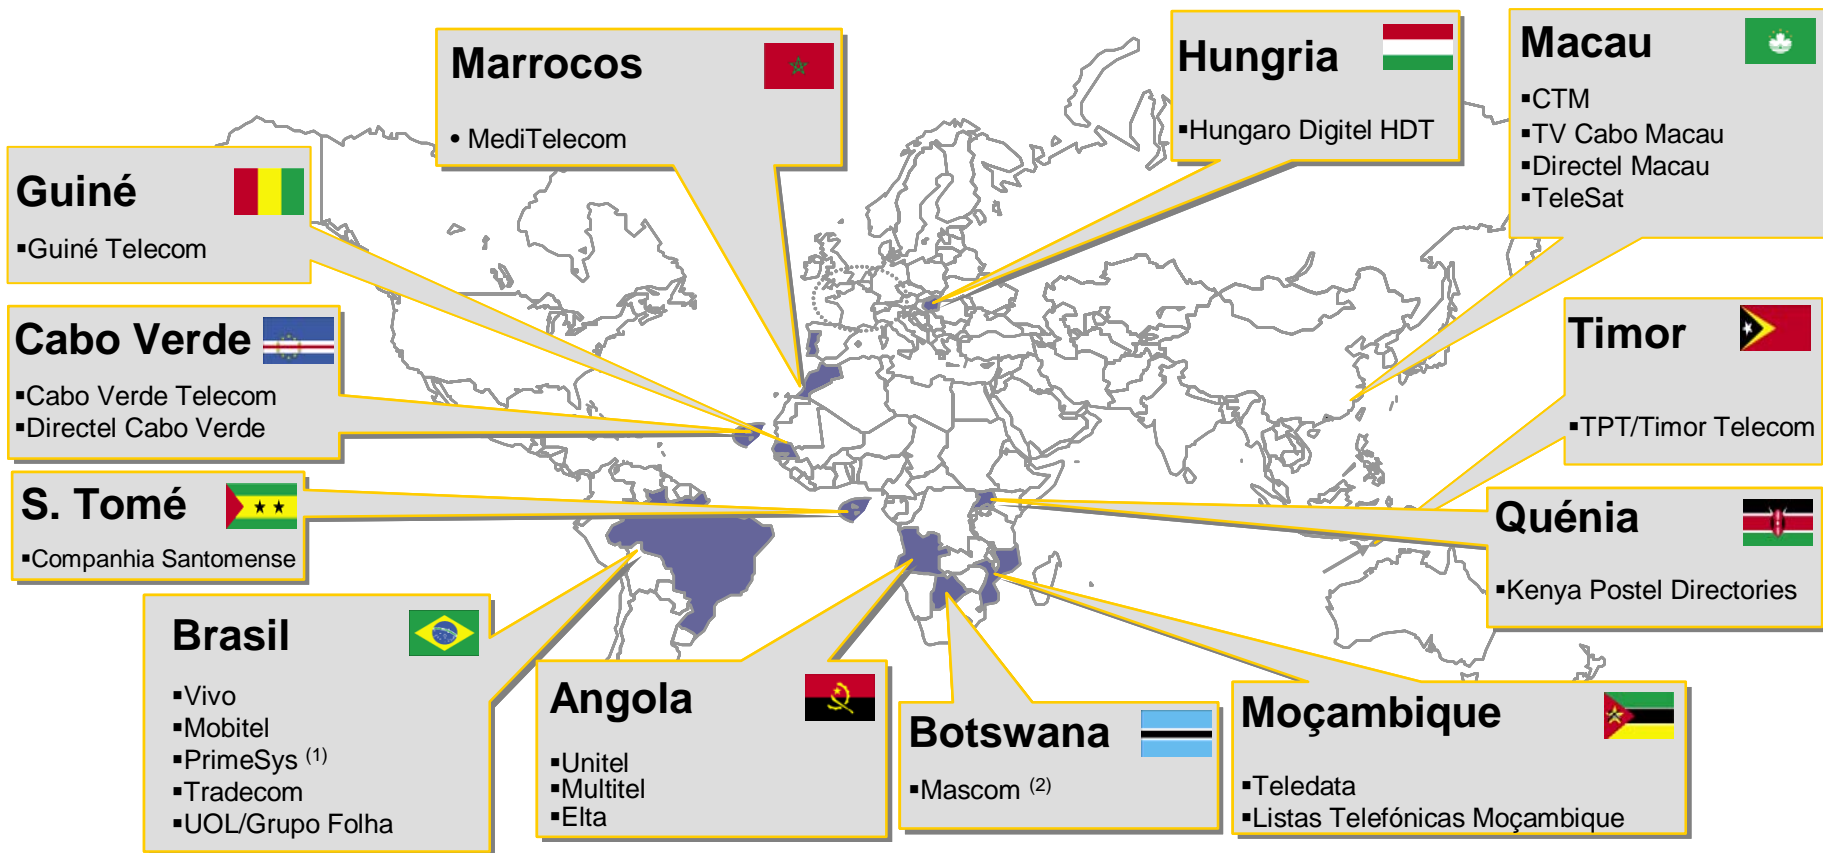 Marrocos
• MediTelecom
Hungria
▪Hungaro Digitel HDT
Macau
▪CTM
▪TV Cabo Macau
▪Directel Macau
▪TeleSat
Guiné
▪Guiné Telecom
Cabo Verde
▪Cabo Verde Telecom
▪Directel Cabo Verde
Timor
▪TPT/Timor Telecom
S. Tomé
▪Companhia Santomense
Quénia
▪Kenya Postel Directories
Brasil
▪Vivo
▪Mobitel
▪PrimeSys (1)
▪Tradecom
▪UOL/Grupo Folha
Angola
▪Unitel
▪Multitel
▪Elta
Botswana
▪Mascom (2)
Moçambique
▪Teledata
▪Listas Telefónicas Moçambique